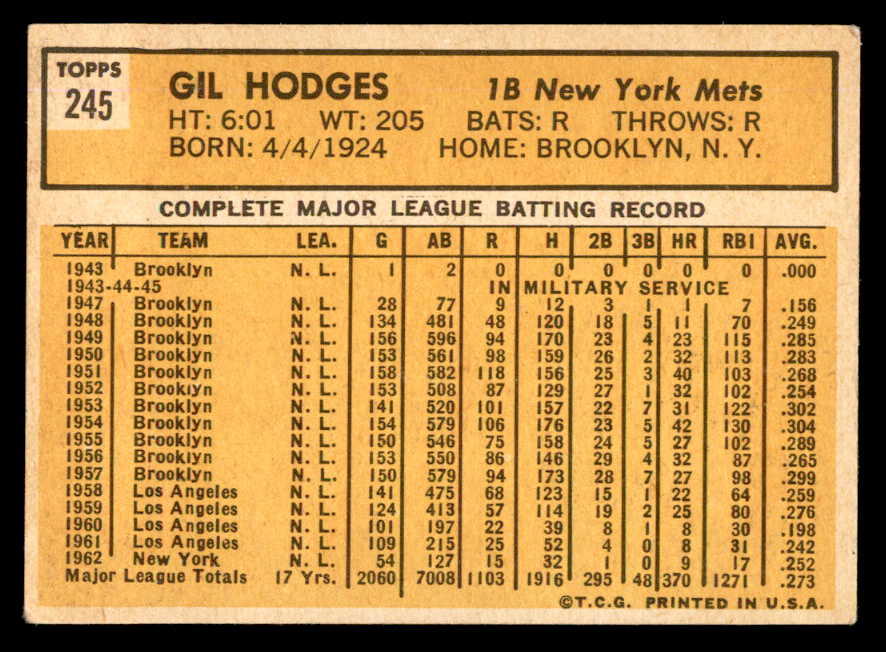 TOPPS
245
GIL HODGES 1B New York Mets
HT: 6:01 WT: 205 BATS: R THROWS: R
BORN: 4/4/1924 HOME: BROOKLYN, N. Y.
COMPLETE MAJOR LEAGUE BATTING RECORD
YEAR TEAM LEA. G AB R H 2B 3B HR RBI AVG.
1943 Brooklyn N. L. 1 2 0 0 0 0 0 0 .000
1943-44-45 IN MILITARY SERVICE
1947 Brooklyn N. L. 28 77 9 12 3 1 1 7 .156
1948 Brooklyn N. L. 134 481 48 120 18 5 11 70 .249
1949 Brooklyn N. L. 156 596 94 170 23 4 23 115 .285
1950 Brooklyn N. L. 153 561 98 159 26 2 32 113 .283
1951 Brooklyn N. L. 158 582 118 156 25 3 40 103 .268
1952 Brooklyn N. L. 153 508 87 129 27 1 32 102 .254
1953 Brooklyn N. L. 141 520 101 157 22 7 31 122 .302
1954 Brooklyn N. L. 154 579 106 176 23 5 42 130 .304
1955 Brooklyn N. L. 150 546 75 158 24 5 27 102 .289
1956 Brooklyn N. L. 153 550 86 146 29 4 32 87 .265
1957 Brooklyn N. L. 150 579 94 173 28 7 27 98 .299
1958 Los Angeles N. L. 141 475 68 123 15 1 22 64 .259
1959 Los Angeles N. L. 124 413 57 114 19 2 25 80 .276
1960 Los Angeles N. L. 101 197 22 39 8 1 8 30 .198
1961 Los Angeles N. L. 109 215 25 52 4 0 8 31 .242
1962 New York N. L. 54 127 15 32 1 0 9 17 .252
Major League Totals 17 Yrs. 2060 7008 1103 1916 295 48 370 1271 .273
©T.C.G. PRINTED IN U.S.A.